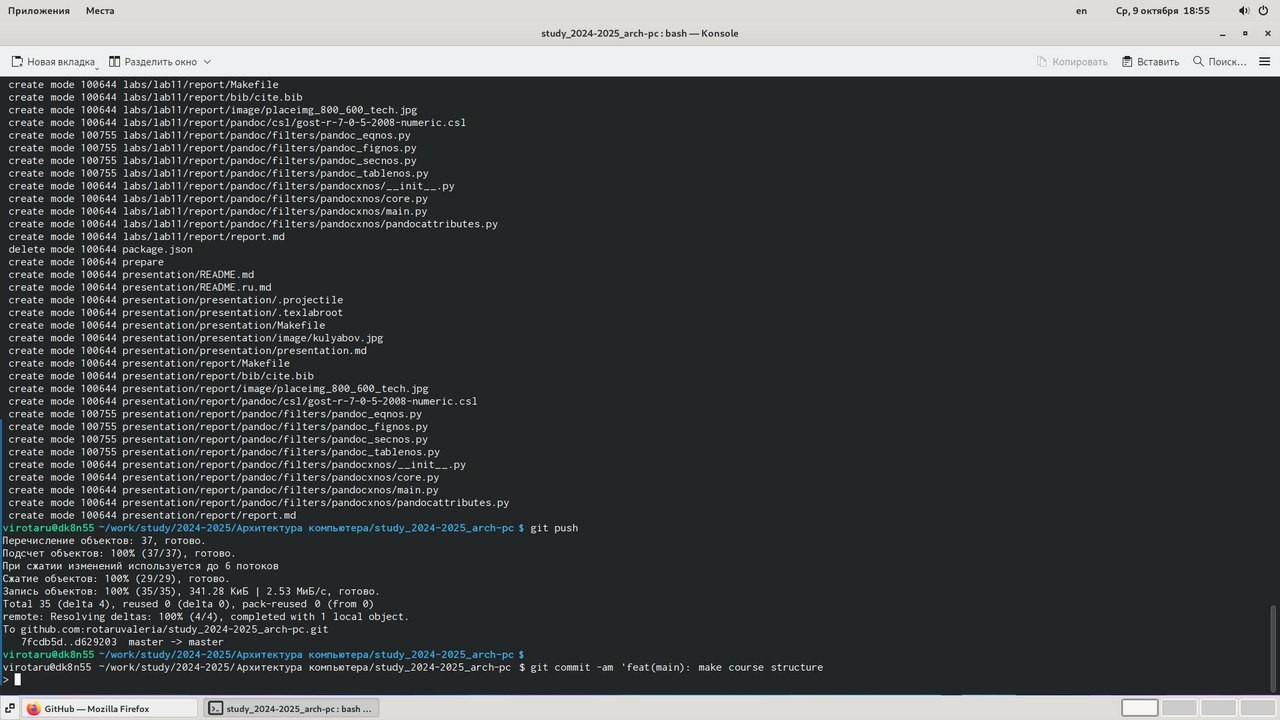 Приложения Места en Ср, 9 октября 18:55
study_2024-2025_arch-pc : bash — Konsole
Новая вкладка Разделить окно Копировать Вставить Поиск...
create mode 100644 labs/lab11/report/Makefile
create mode 100644 labs/lab11/report/bib/cite.bib
create mode 100644 labs/lab11/report/image/placeimg_800_600_tech.jpg
create mode 100644 labs/lab11/report/pandoc/csl/gost-r-7-0-5-2008-numeric.csl
create mode 100755 labs/lab11/report/pandoc/filters/pandoc_eqnos.py
create mode 100755 labs/lab11/report/pandoc/filters/pandoc_fignos.py
create mode 100755 labs/lab11/report/pandoc/filters/pandoc_secnos.py
create mode 100755 labs/lab11/report/pandoc/filters/pandoc_tablenos.py
create mode 100644 labs/lab11/report/pandoc/filters/pandocxnos/__init__.py
create mode 100644 labs/lab11/report/pandoc/filters/pandocxnos/core.py
create mode 100644 labs/lab11/report/pandoc/filters/pandocxnos/main.py
create mode 100644 labs/lab11/report/pandoc/filters/pandocxnos/pandocattributes.py
create mode 100644 labs/lab11/report/report.md
delete mode 100644 package.json
create mode 100644 prepare
create mode 100644 presentation/README.md
create mode 100644 presentation/README.ru.md
create mode 100644 presentation/presentation/.projectile
create mode 100644 presentation/presentation/.texlabroot
create mode 100644 presentation/presentation/Makefile
create mode 100644 presentation/presentation/image/kulyabov.jpg
create mode 100644 presentation/presentation/presentation.md
create mode 100644 presentation/report/Makefile
create mode 100644 presentation/report/bib/cite.bib
create mode 100644 presentation/report/image/placeimg_800_600_tech.jpg
create mode 100644 presentation/report/pandoc/csl/gost-r-7-0-5-2008-numeric.csl
create mode 100755 presentation/report/pandoc/filters/pandoc_eqnos.py
create mode 100755 presentation/report/pandoc/filters/pandoc_fignos.py
create mode 100755 presentation/report/pandoc/filters/pandoc_secnos.py
create mode 100755 presentation/report/pandoc/filters/pandoc_tablenos.py
create mode 100644 presentation/report/pandoc/filters/pandocxnos/__init__.py
create mode 100644 presentation/report/pandoc/filters/pandocxnos/core.py
create mode 100644 presentation/report/pandoc/filters/pandocxnos/main.py
create mode 100644 presentation/report/pandoc/filters/pandocxnos/pandocattributes.py
create mode 100644 presentation/report/report.md
virotaru@dk8n55 ~/work/study/2024-2025/Архитектура компьютера/study_2024-2025_arch-pc $ git push
Перечисление объектов: 37, готово.
Подсчет объектов: 100% (37/37), готово.
При сжатии изменений используется до 6 потоков
Сжатие объектов: 100% (29/29), готово.
Запись объектов: 100% (35/35), 341.28 КиБ | 2.53 МиБ/с, готово.
Total 35 (delta 4), reused 0 (delta 0), pack-reused 0 (from 0)
remote: Resolving deltas: 100% (4/4), completed with 1 local object.
To github.com:rotaruvaleria/study_2024-2025_arch-pc.git
7fcdb5d..d629203 master -> master
virotaru@dk8n55 ~/work/study/2024-2025/Архитектура компьютера/study_2024-2025_arch-pc $
virotaru@dk8n55 ~/work/study/2024-2025/Архитектура компьютера/study_2024-2025_arch-pc $ git commit -am 'feat(main): make course structure
>
GitHub — Mozilla Firefox study_2024-2025_arch-pc : bash ...